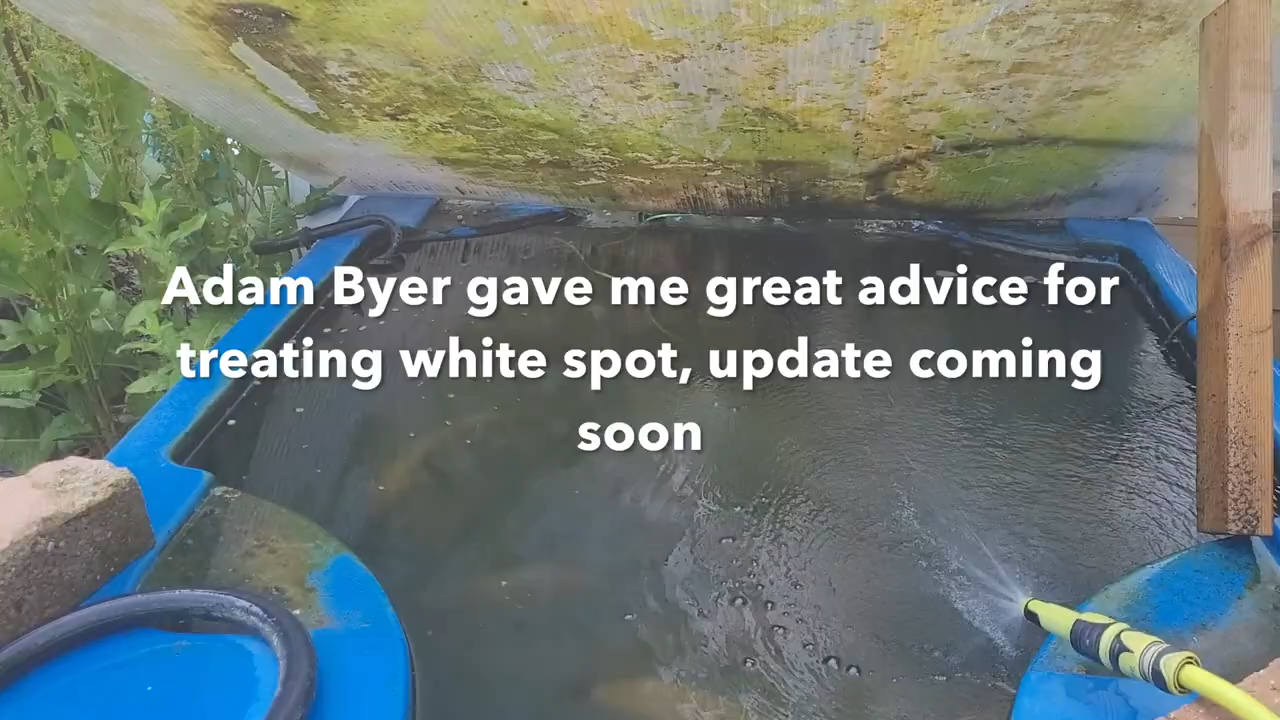 Adam Byer gave me great advice for
treating white spot, update coming
soon